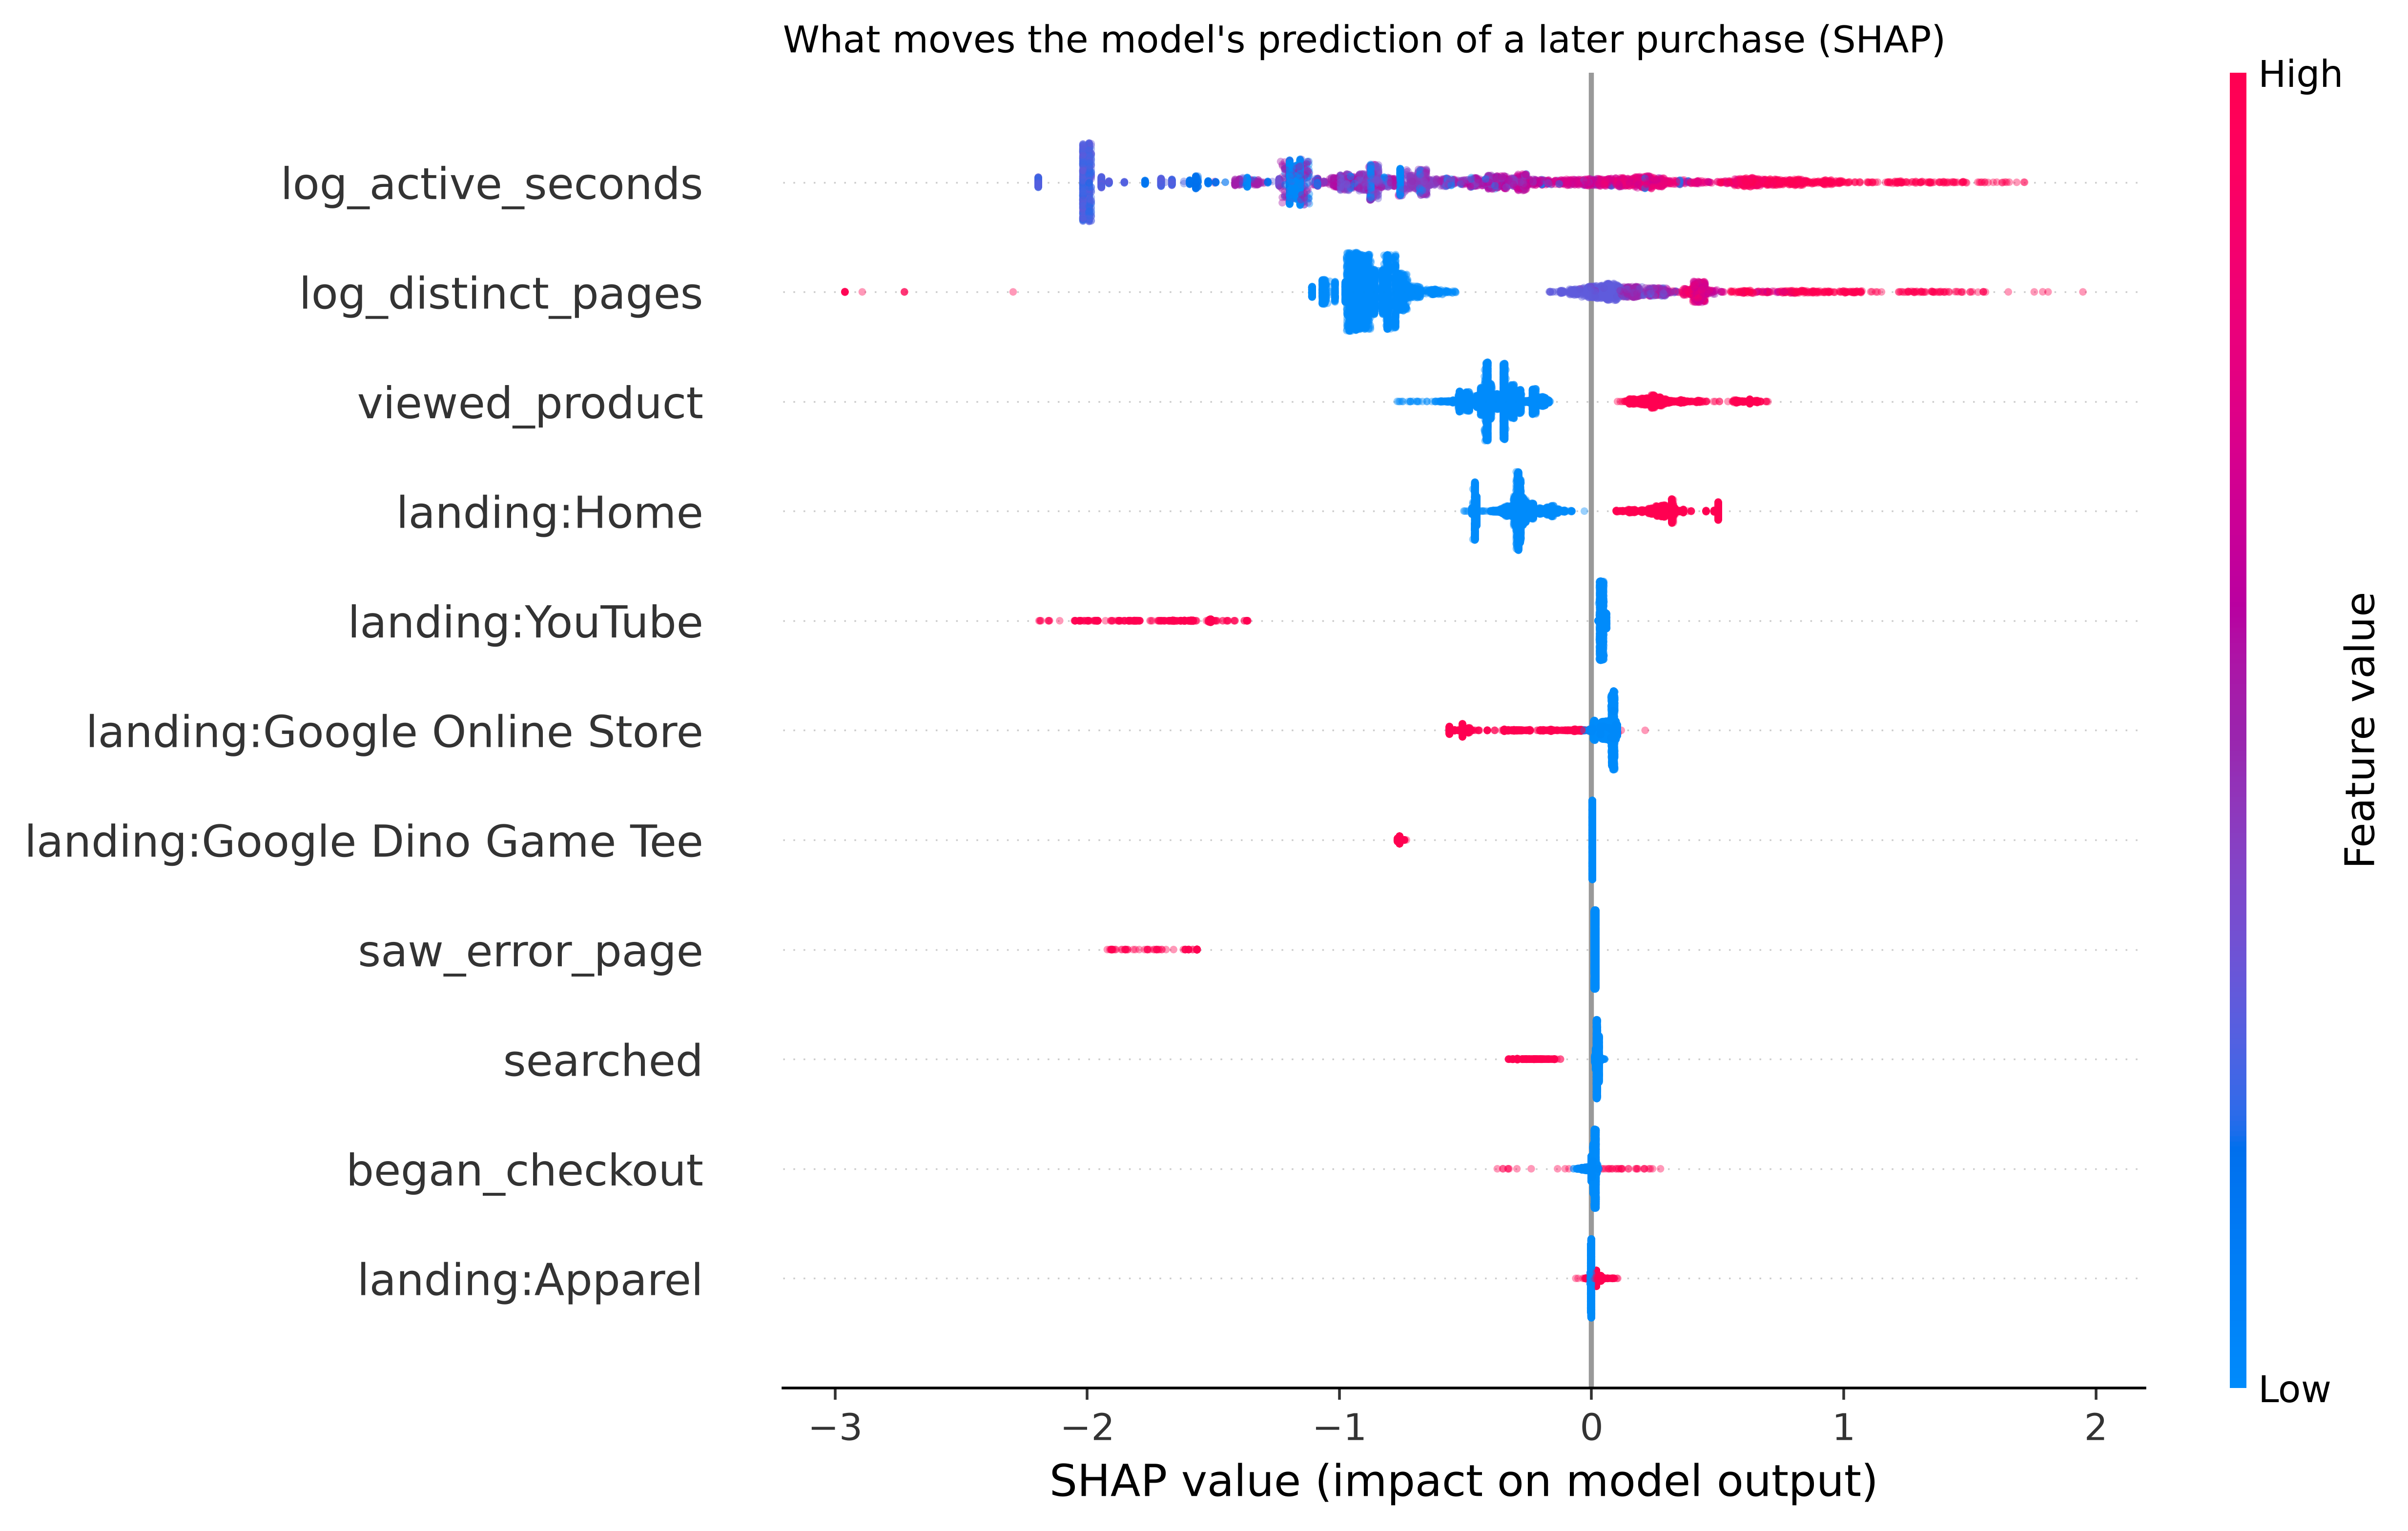 What moves the model's prediction of a later purchase (SHAP)
High
log_active_seconds
log_distinct_pages
viewed_product
landing:Home
landing:YouTube
landing:Google Online Store
landing:Google Dino Game Tee
saw_error_page
searched
began_checkout
landing:Apparel
Feature value
Low
−3 −2 −1 0 1 2
SHAP value (impact on model output)